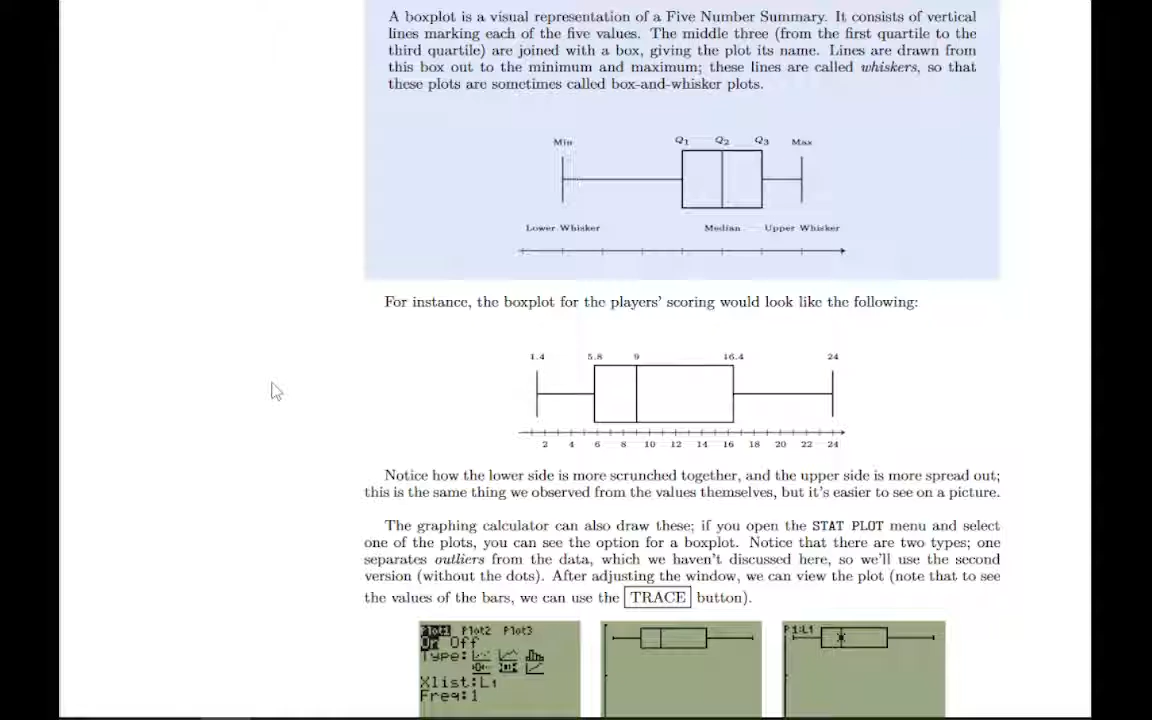 A boxplot is a visual representation of a Five Number Summary. It consists of vertical
lines marking each of the five values. The middle three (from the first quartile to the
third quartile) are joined with a box, giving the plot its name. Lines are drawn from
this box out to the minimum and maximum; these lines are called whiskers, so that
these plots are sometimes called box-and-whisker plots.
Min Q1 Q2 Q3 Max
Lower Whisker Median Upper Whisker
For instance, the boxplot for the players' scoring would look like the following:
1.4 5.8 9 16.4 24
2 4 6 8 10 12 14 16 18 20 22 24
Notice how the lower side is more scrunched together, and the upper side is more spread out;
this is the same thing we observed from the values themselves, but it's easier to see on a picture.
The graphing calculator can also draw these; if you open the STAT PLOT menu and select
one of the plots, you can see the option for a boxplot. Notice that there are two types; one
separates outliers from the data, which we haven't discussed here, so we'll use the second
version (without the dots). After adjusting the window, we can view the plot (note that to see
the values of the bars, we can use the TRACE button).
Plot1 Plot2 Plot3
On Off
Type:
Xlist:L1
Freq:1
P1:L1